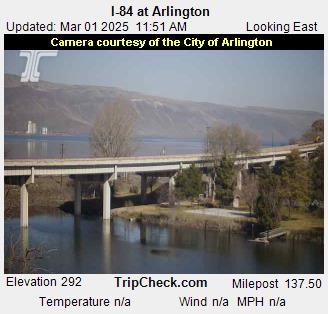 I-84 at Arlington
Updated: Mar 01 2025 11:51 AM Looking East
Camera courtesy of the City of Arlington
Elevation 292 TripCheck.com Milepost 137.50
Temperature n/a Wind n/a MPH n/a